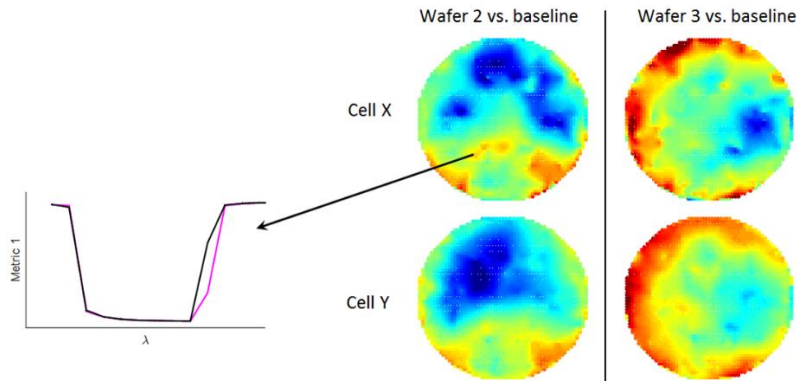 Wafer 2 vs. baseline
Wafer 3 vs. baseline
Cell X
Metric 1
λ
Cell Y